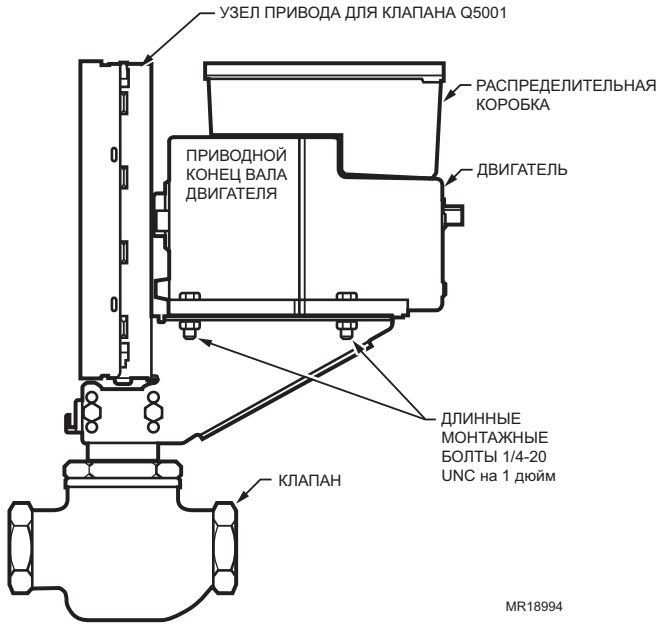 УЗЕЛ ПРИВОДА ДЛЯ КЛАПАНА Q5001
РАСПРЕДЕЛИТЕЛЬНАЯ
КОРОБКА
ПРИВОДНОЙ
КОНЕЦ ВАЛА
ДВИГАТЕЛЯ
ДВИГАТЕЛЬ
ДЛИННЫЕ
МОНТАЖНЫЕ
БОЛТЫ 1/4-20
UNC на 1 дюйм
КЛАПАН
MR18994